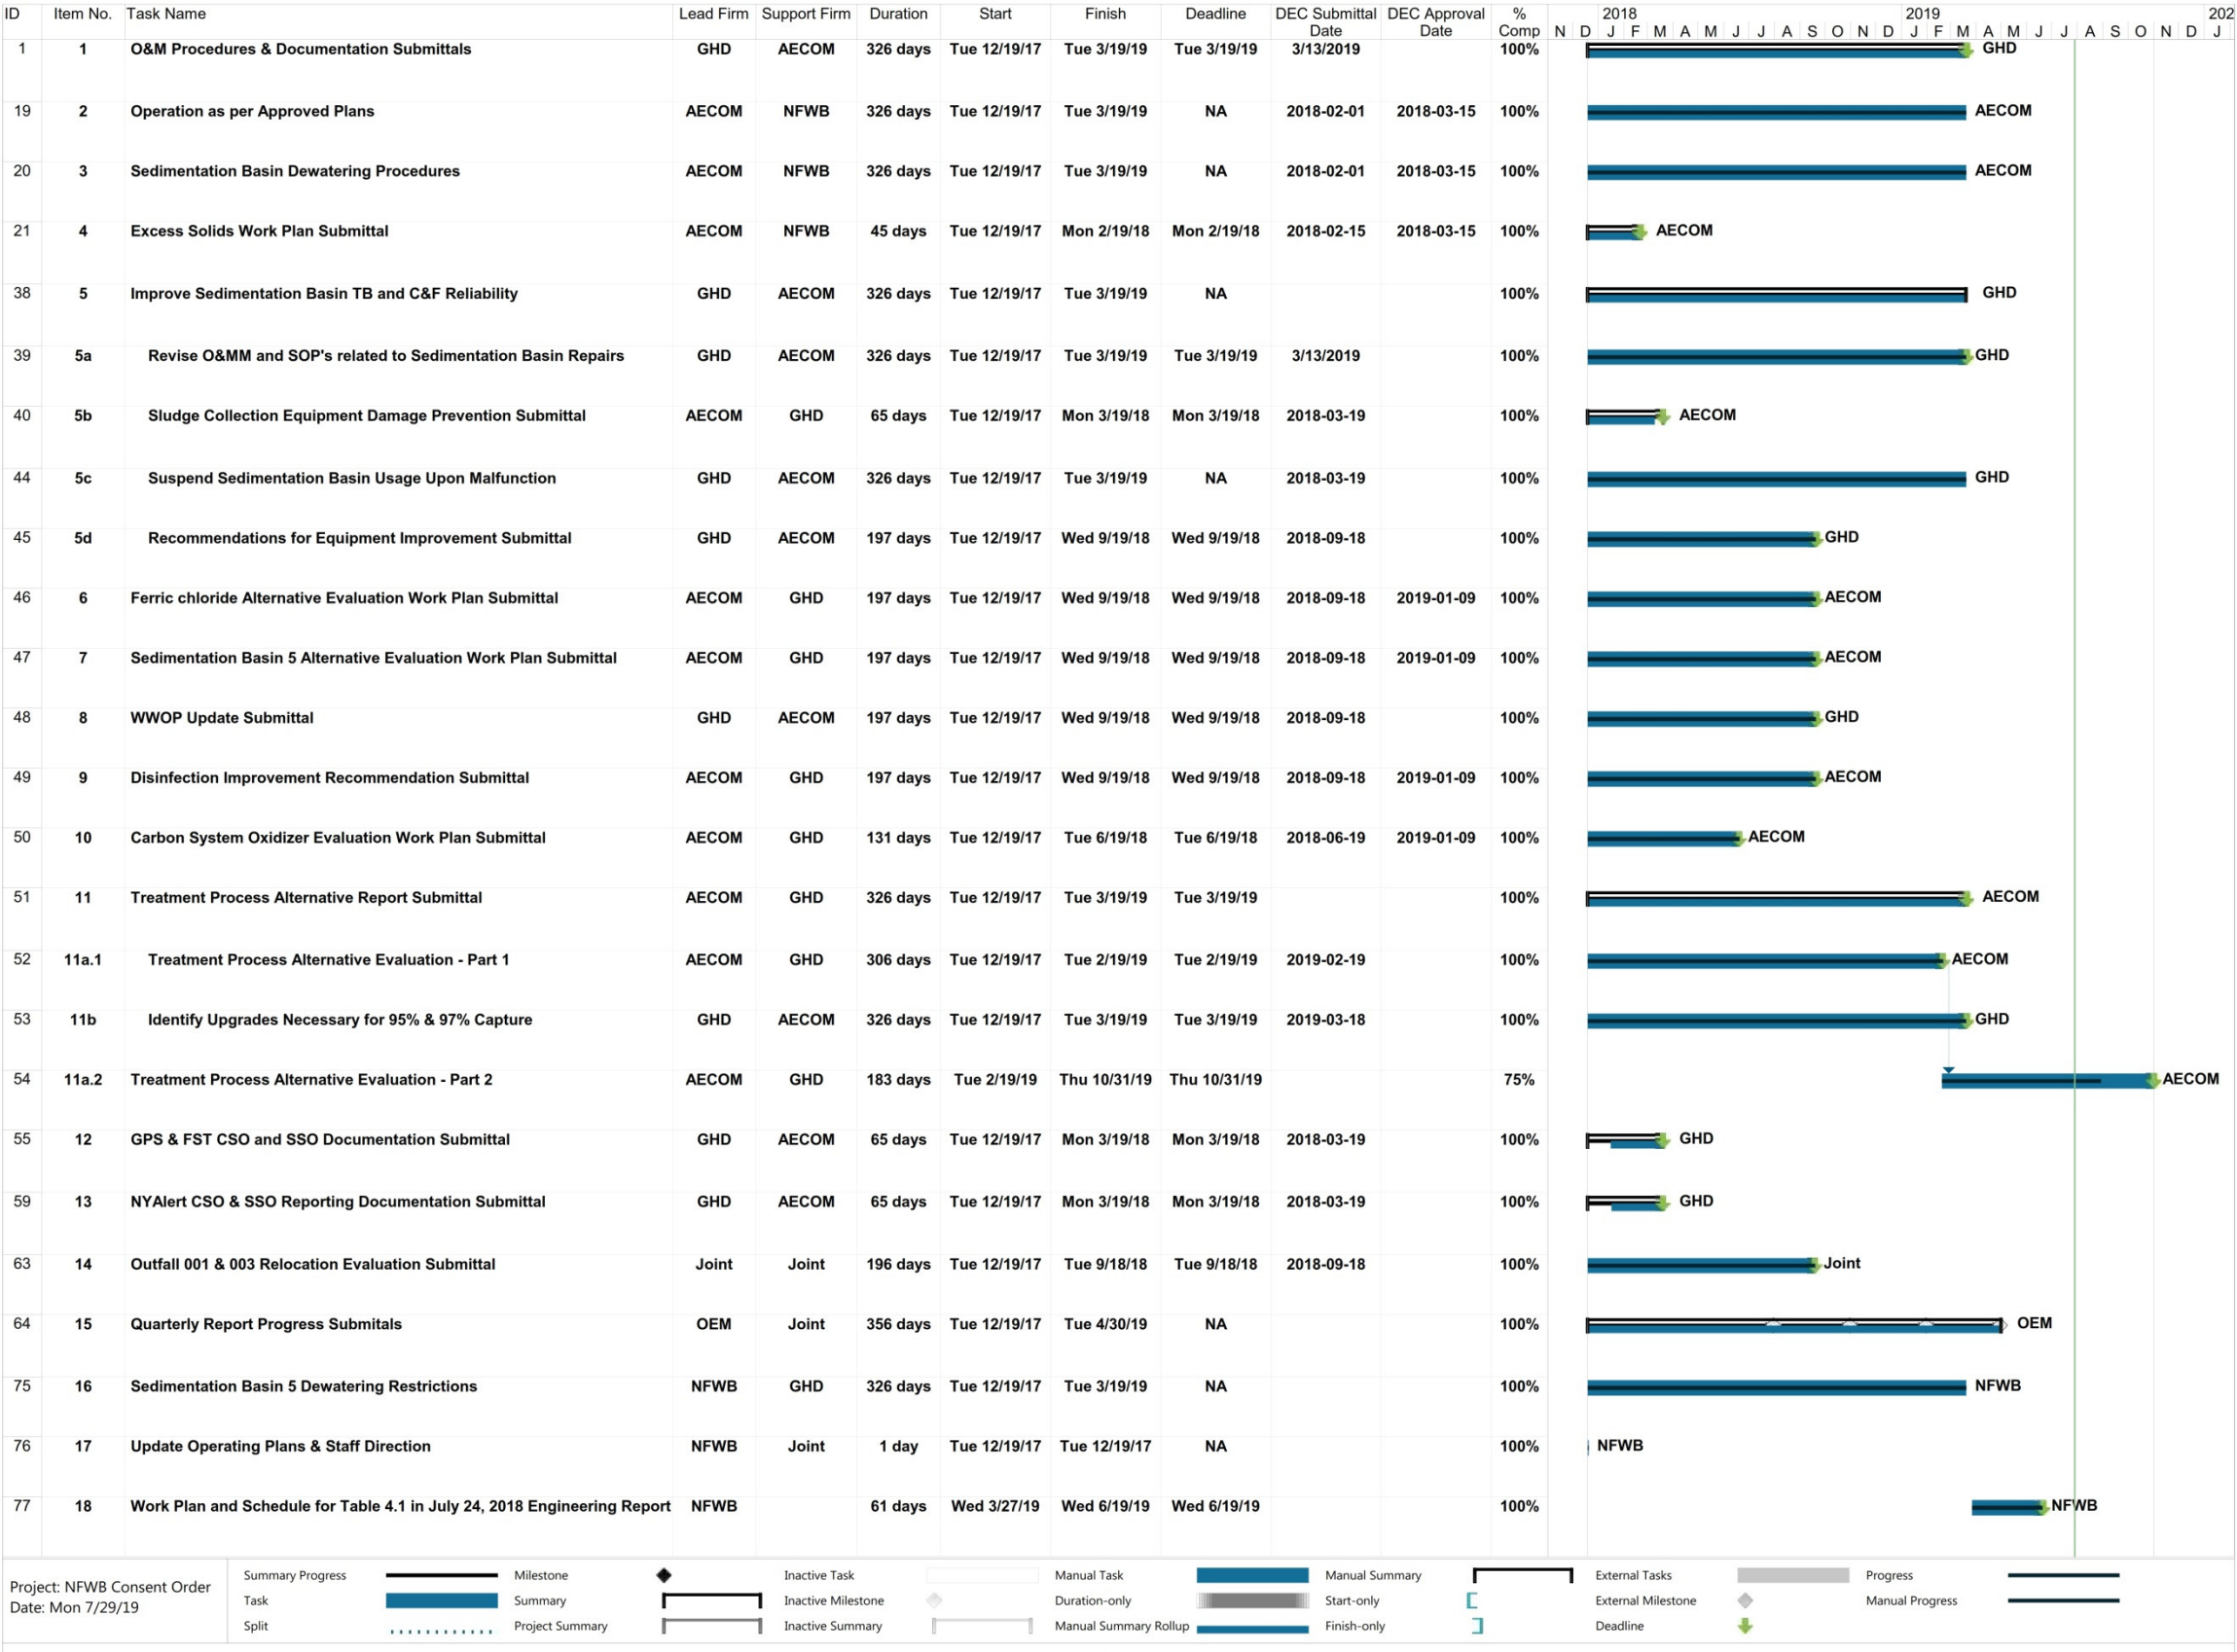 ID Item No. Task Name Lead Firm Support Firm Duration Start Finish Deadline DEC Submittal Date DEC Approval Date % Comp 2018 2019 202
N D J F M A M J J A S O N D J F M A M J J A S O N D J
1 1 O&M Procedures & Documentation Submittals GHD AECOM 326 days Tue 12/19/17 Tue 3/19/19 Tue 3/19/19 3/13/2019 100% GHD
19 2 Operation as per Approved Plans AECOM NFWB 326 days Tue 12/19/17 Tue 3/19/19 NA 2018-02-01 2018-03-15 100% AECOM
20 3 Sedimentation Basin Dewatering Procedures AECOM NFWB 326 days Tue 12/19/17 Tue 3/19/19 NA 2018-02-01 2018-03-15 100% AECOM
21 4 Excess Solids Work Plan Submittal AECOM NFWB 45 days Tue 12/19/17 Mon 2/19/18 Mon 2/19/18 2018-02-15 2018-03-15 100% AECOM
38 5 Improve Sedimentation Basin TB and C&F Reliability GHD AECOM 326 days Tue 12/19/17 Tue 3/19/19 NA 100% GHD
39 5a Revise O&MM and SOP's related to Sedimentation Basin Repairs GHD AECOM 326 days Tue 12/19/17 Tue 3/19/19 Tue 3/19/19 3/13/2019 100% GHD
40 5b Sludge Collection Equipment Damage Prevention Submittal AECOM GHD 65 days Tue 12/19/17 Mon 3/19/18 Mon 3/19/18 2018-03-19 100% AECOM
44 5c Suspend Sedimentation Basin Usage Upon Malfunction GHD AECOM 326 days Tue 12/19/17 Tue 3/19/19 NA 2018-03-19 100% GHD
45 5d Recommendations for Equipment Improvement Submittal GHD AECOM 197 days Tue 12/19/17 Wed 9/19/18 Wed 9/19/18 2018-09-18 100% GHD
46 6 Ferric chloride Alternative Evaluation Work Plan Submittal AECOM GHD 197 days Tue 12/19/17 Wed 9/19/18 Wed 9/19/18 2018-09-18 2019-01-09 100% AECOM
47 7 Sedimentation Basin 5 Alternative Evaluation Work Plan Submittal AECOM GHD 197 days Tue 12/19/17 Wed 9/19/18 Wed 9/19/18 2018-09-18 2019-01-09 100% AECOM
48 8 WWOP Update Submittal GHD AECOM 197 days Tue 12/19/17 Wed 9/19/18 Wed 9/19/18 2018-09-18 100% GHD
49 9 Disinfection Improvement Recommendation Submittal AECOM GHD 197 days Tue 12/19/17 Wed 9/19/18 Wed 9/19/18 2018-09-18 2019-01-09 100% AECOM
50 10 Carbon System Oxidizer Evaluation Work Plan Submittal AECOM GHD 131 days Tue 12/19/17 Tue 6/19/18 Tue 6/19/18 2018-06-19 2019-01-09 100% AECOM
51 11 Treatment Process Alternative Report Submittal AECOM GHD 326 days Tue 12/19/17 Tue 3/19/19 Tue 3/19/19 100% AECOM
52 11a.1 Treatment Process Alternative Evaluation - Part 1 AECOM GHD 306 days Tue 12/19/17 Tue 2/19/19 Tue 2/19/19 2019-02-19 100% AECOM
53 11b Identify Upgrades Necessary for 95% & 97% Capture GHD AECOM 326 days Tue 12/19/17 Tue 3/19/19 Tue 3/19/19 2019-03-18 100% GHD
54 11a.2 Treatment Process Alternative Evaluation - Part 2 AECOM GHD 183 days Tue 2/19/19 Thu 10/31/19 Thu 10/31/19 75% AECOM
55 12 GPS & FST CSO and SSO Documentation Submittal GHD AECOM 65 days Tue 12/19/17 Mon 3/19/18 Mon 3/19/18 2018-03-19 100% GHD
59 13 NYAlert CSO & SSO Reporting Documentation Submittal GHD AECOM 65 days Tue 12/19/17 Mon 3/19/18 Mon 3/19/18 2018-03-19 100% GHD
63 14 Outfall 001 & 003 Relocation Evaluation Submittal Joint Joint 196 days Tue 12/19/17 Tue 9/18/18 Tue 9/18/18 2018-09-18 100% Joint
64 15 Quarterly Report Progress Submitals OEM Joint 356 days Tue 12/19/17 Tue 4/30/19 NA 100% OEM
75 16 Sedimentation Basin 5 Dewatering Restrictions NFWB GHD 326 days Tue 12/19/17 Tue 3/19/19 NA 100% NFWB
76 17 Update Operating Plans & Staff Direction NFWB Joint 1 day Tue 12/19/17 Tue 12/19/17 NA 100% NFWB
77 18 Work Plan and Schedule for Table 4.1 in July 24, 2018 Engineering Report NFWB 61 days Wed 3/27/19 Wed 6/19/19 Wed 6/19/19 100% NFWB
Project: NFWB Consent Order
Date: Mon 7/29/19
Summary Progress Milestone Inactive Task Manual Task Manual Summary External Tasks Progress
Task Summary Inactive Milestone Duration-only Start-only External Milestone Manual Progress
Split Project Summary Inactive Summary Manual Summary Rollup Finish-only Deadline